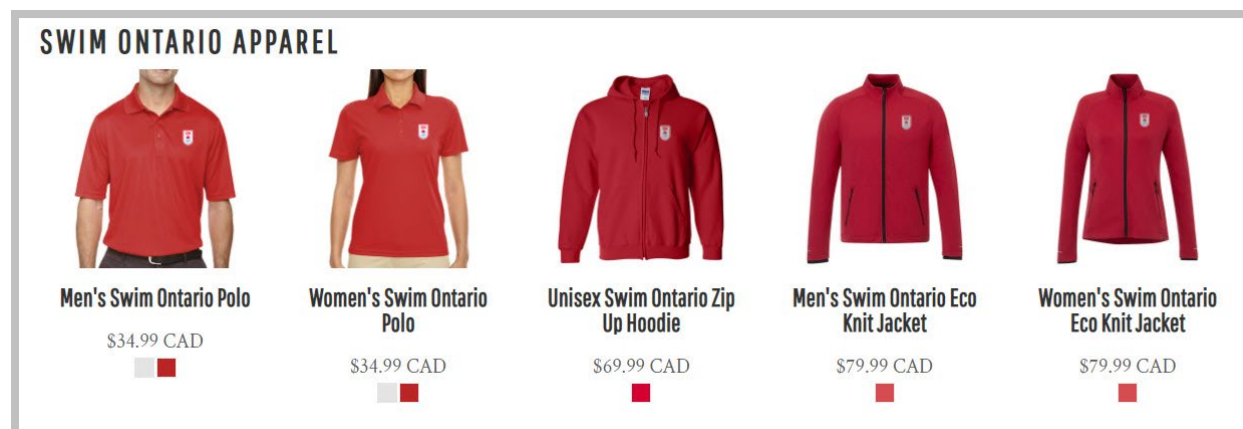 SWIM ONTARIO APPAREL
Men's Swim Ontario Polo
$34.99 CAD
Women's Swim Ontario
Polo
$34.99 CAD
Unisex Swim Ontario Zip
Up Hoodie
$69.99 CAD
Men's Swim Ontario Eco
Knit Jacket
$79.99 CAD
Women's Swim Ontario
Eco Knit Jacket
$79.99 CAD